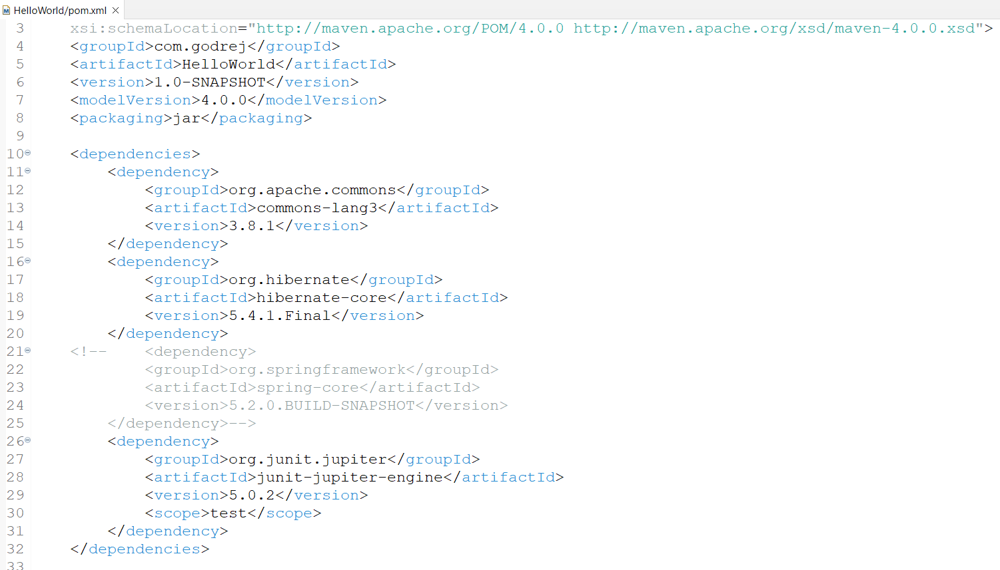 HelloWorld/pom.xml
3 xsi:schemaLocation="http://maven.apache.org/POM/4.0.0 http://maven.apache.org/xsd/maven-4.0.0.xsd">
4 <groupId>com.godrej</groupId>
5 <artifactId>HelloWorld</artifactId>
6 <version>1.0-SNAPSHOT</version>
7 <modelVersion>4.0.0</modelVersion>
8 <packaging>jar</packaging>
9
10 <dependencies>
11 <dependency>
12 <groupId>org.apache.commons</groupId>
13 <artifactId>commons-lang3</artifactId>
14 <version>3.8.1</version>
15 </dependency>
16 <dependency>
17 <groupId>org.hibernate</groupId>
18 <artifactId>hibernate-core</artifactId>
19 <version>5.4.1.Final</version>
20 </dependency>
21 <!-- <dependency>
22 <groupId>org.springframework</groupId>
23 <artifactId>spring-core</artifactId>
24 <version>5.2.0.BUILD-SNAPSHOT</version>
25 </dependency>-->
26 <dependency>
27 <groupId>org.junit.jupiter</groupId>
28 <artifactId>junit-jupiter-engine</artifactId>
29 <version>5.0.2</version>
30 <scope>test</scope>
31 </dependency>
32 </dependencies>
33